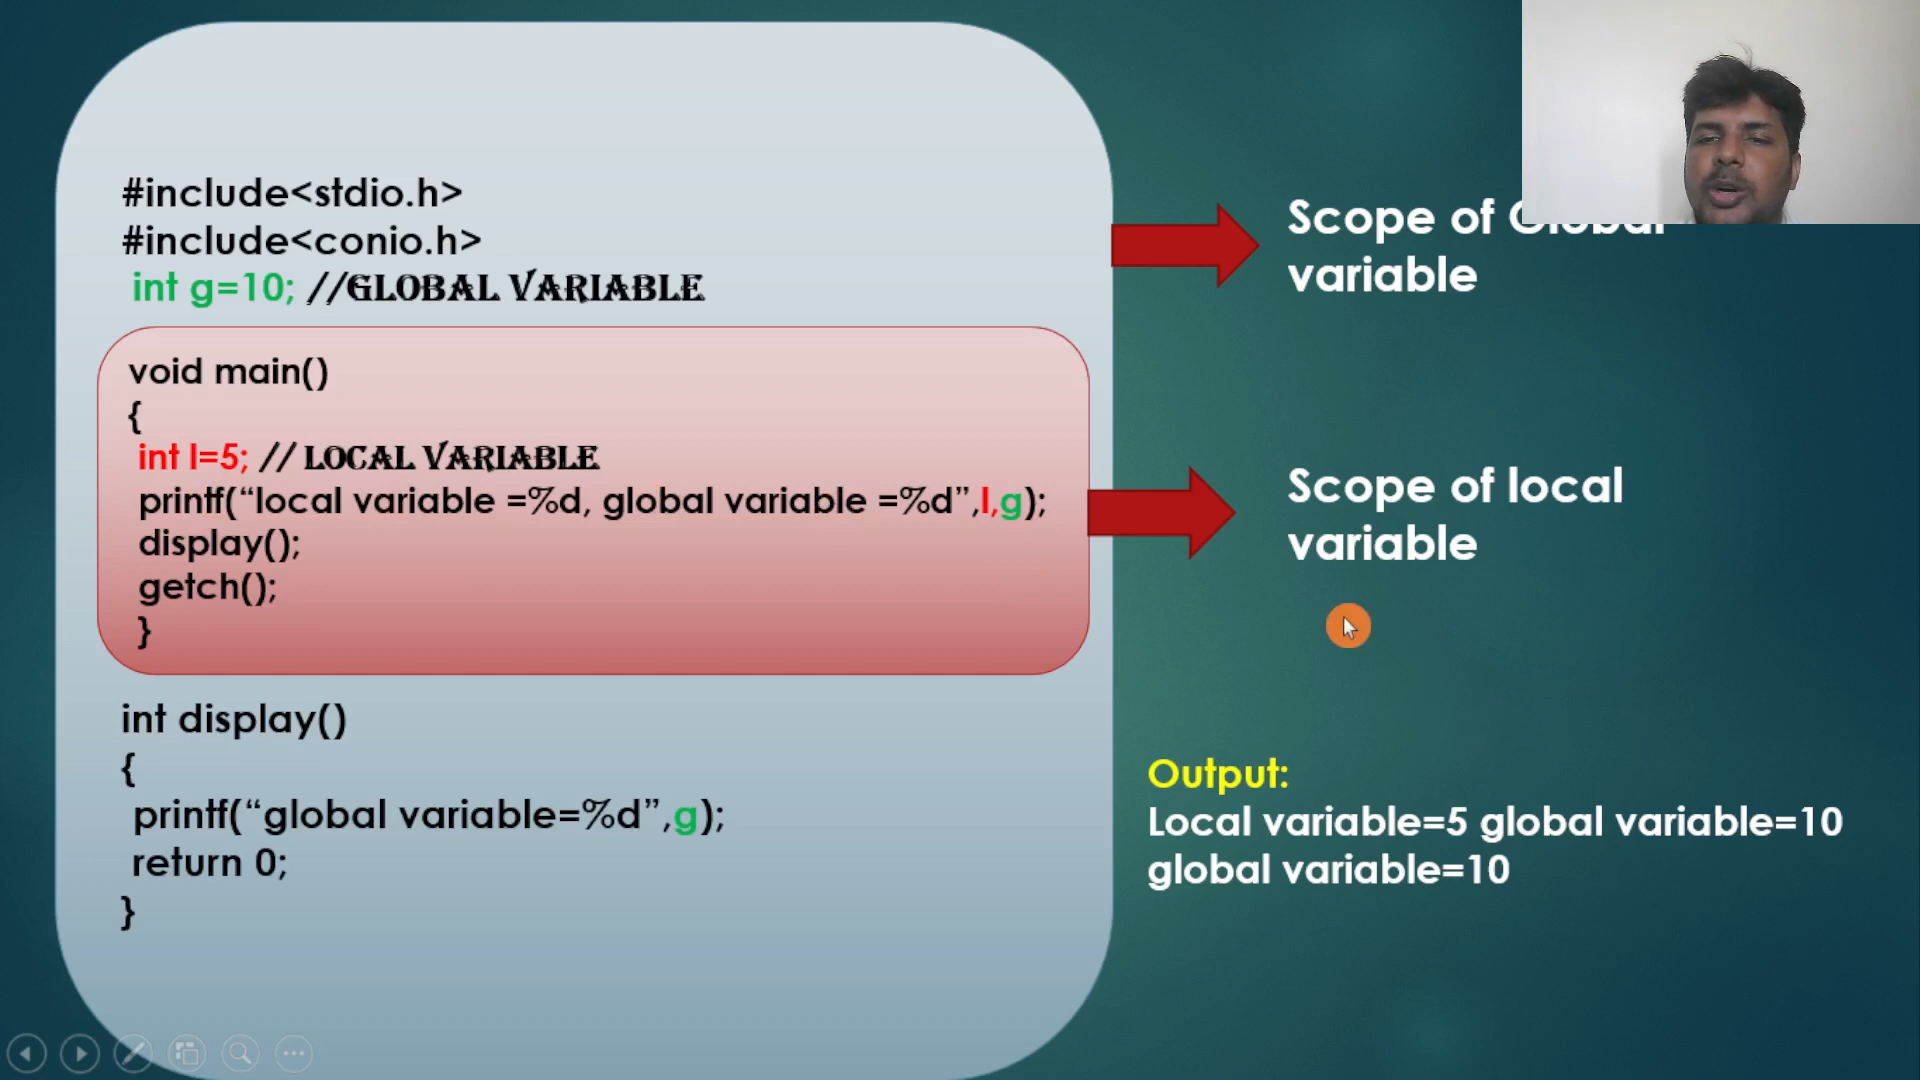 #include<stdio.h>
#include<conio.h>
int g=10; //GLOBAL VARIABLE
void main()
{
int l=5; // LOCAL VARIABLE
printf(“local variable =%d, global variable =%d”,l,g);
display();
getch();
}
int display()
{
printf(“global variable=%d”,g);
return 0;
}
Scope of Global
variable
Scope of local
variable
Output:
Local variable=5 global variable=10
global variable=10